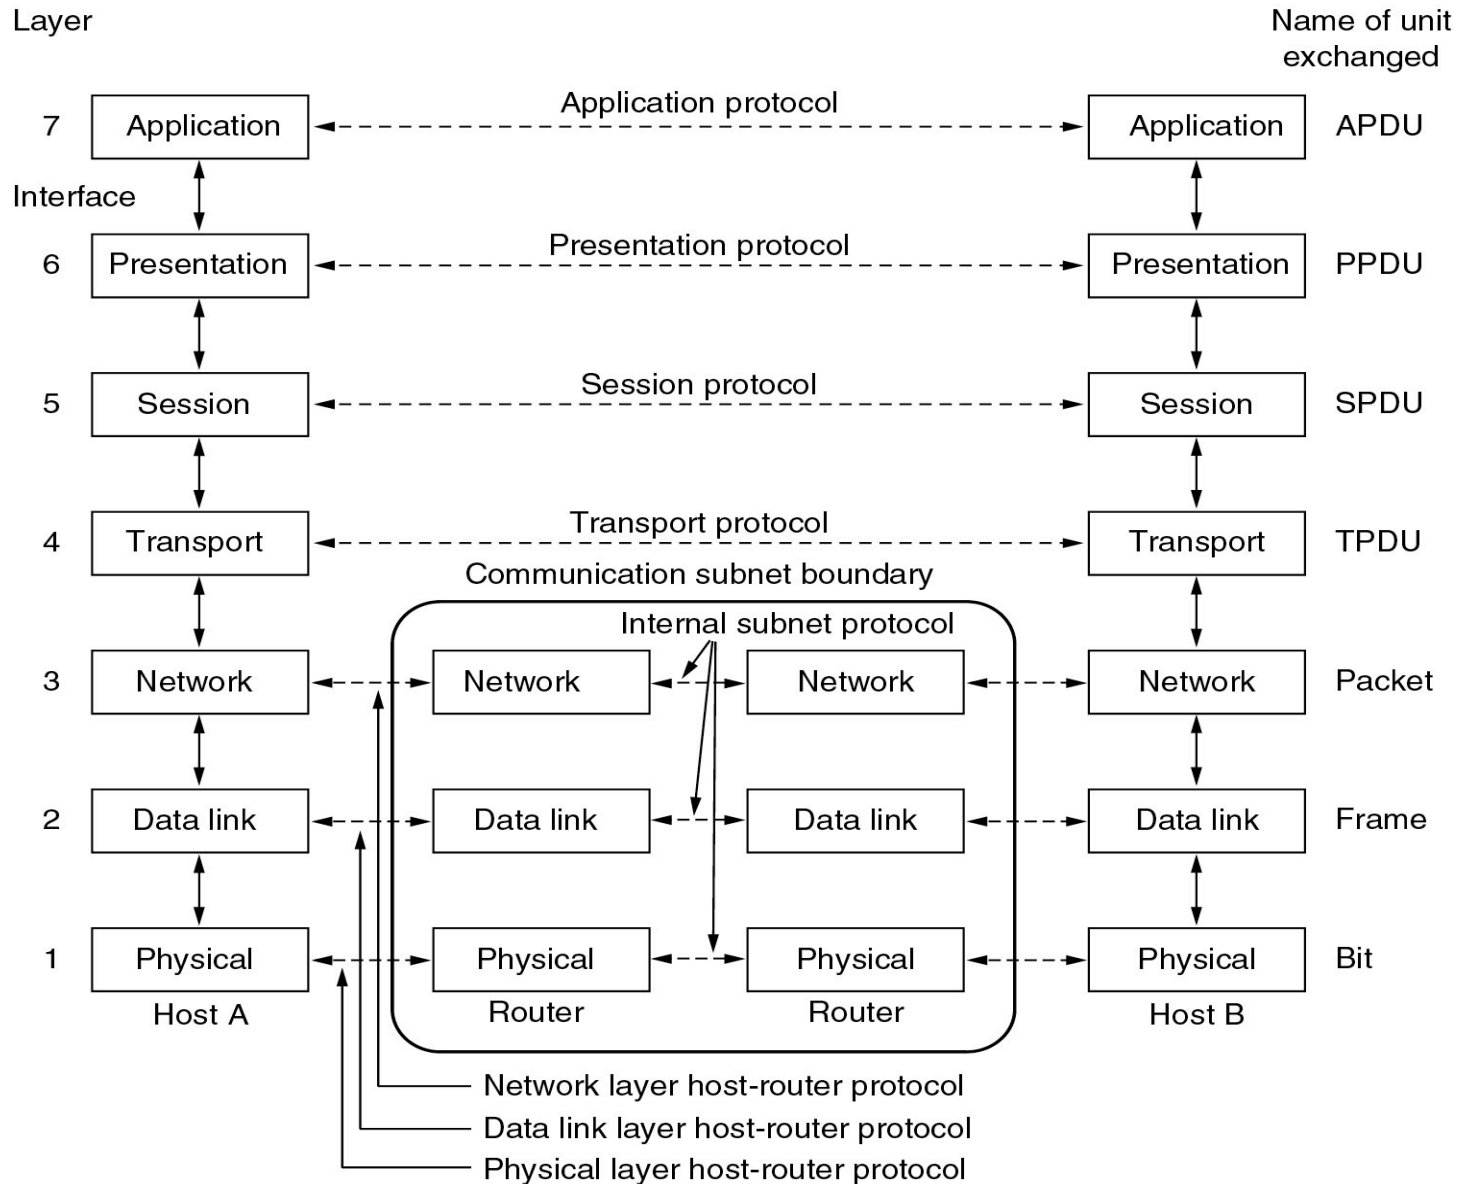 Layer
Name of unit
exchanged
Application protocol
7
Application
Application
APDU
Interface
Presentation protocol
6
Presentation
Presentation
PPDU
Session protocol
5
Session
Session
SPDU
Transport protocol
4
Transport
Transport
TPDU
Communication subnet boundary
Internal subnet protocol
3
Network
Network
Network
Network
Packet
2
Data link
Data link
Data link
Data link
Frame
1
Physical
Physical
Physical
Physical
Bit
Host A
Router
Router
Host B
Network layer host-router protocol
Data link layer host-router protocol
Physical layer host-router protocol